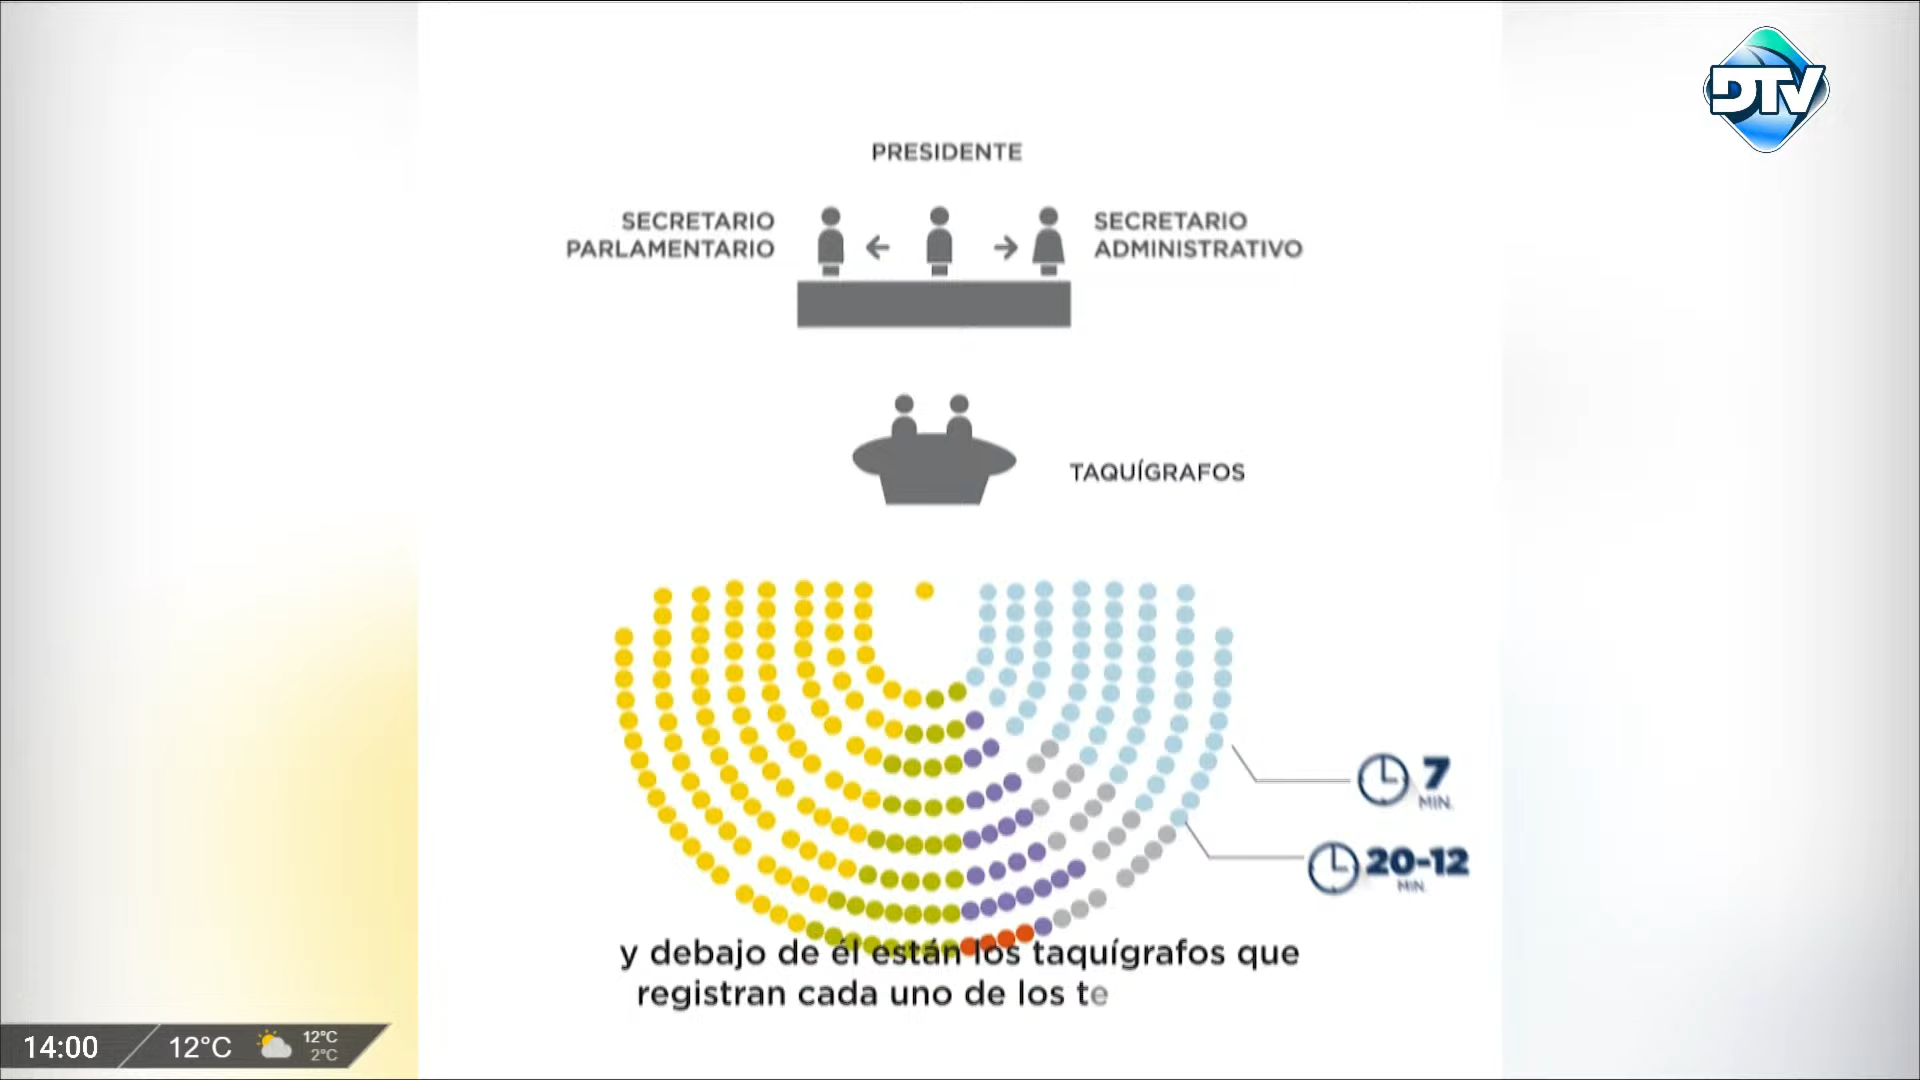 DTV
PRESIDENTE
SECRETARIO
PARLAMENTARIO
SECRETARIO
ADMINISTRATIVO
TAQUÍGRAFOS
7
MIN.
20-12
MIN.
y debajo de él están los taquígrafos que
registran cada uno de los te
14:00
12°C
12°C
2°C